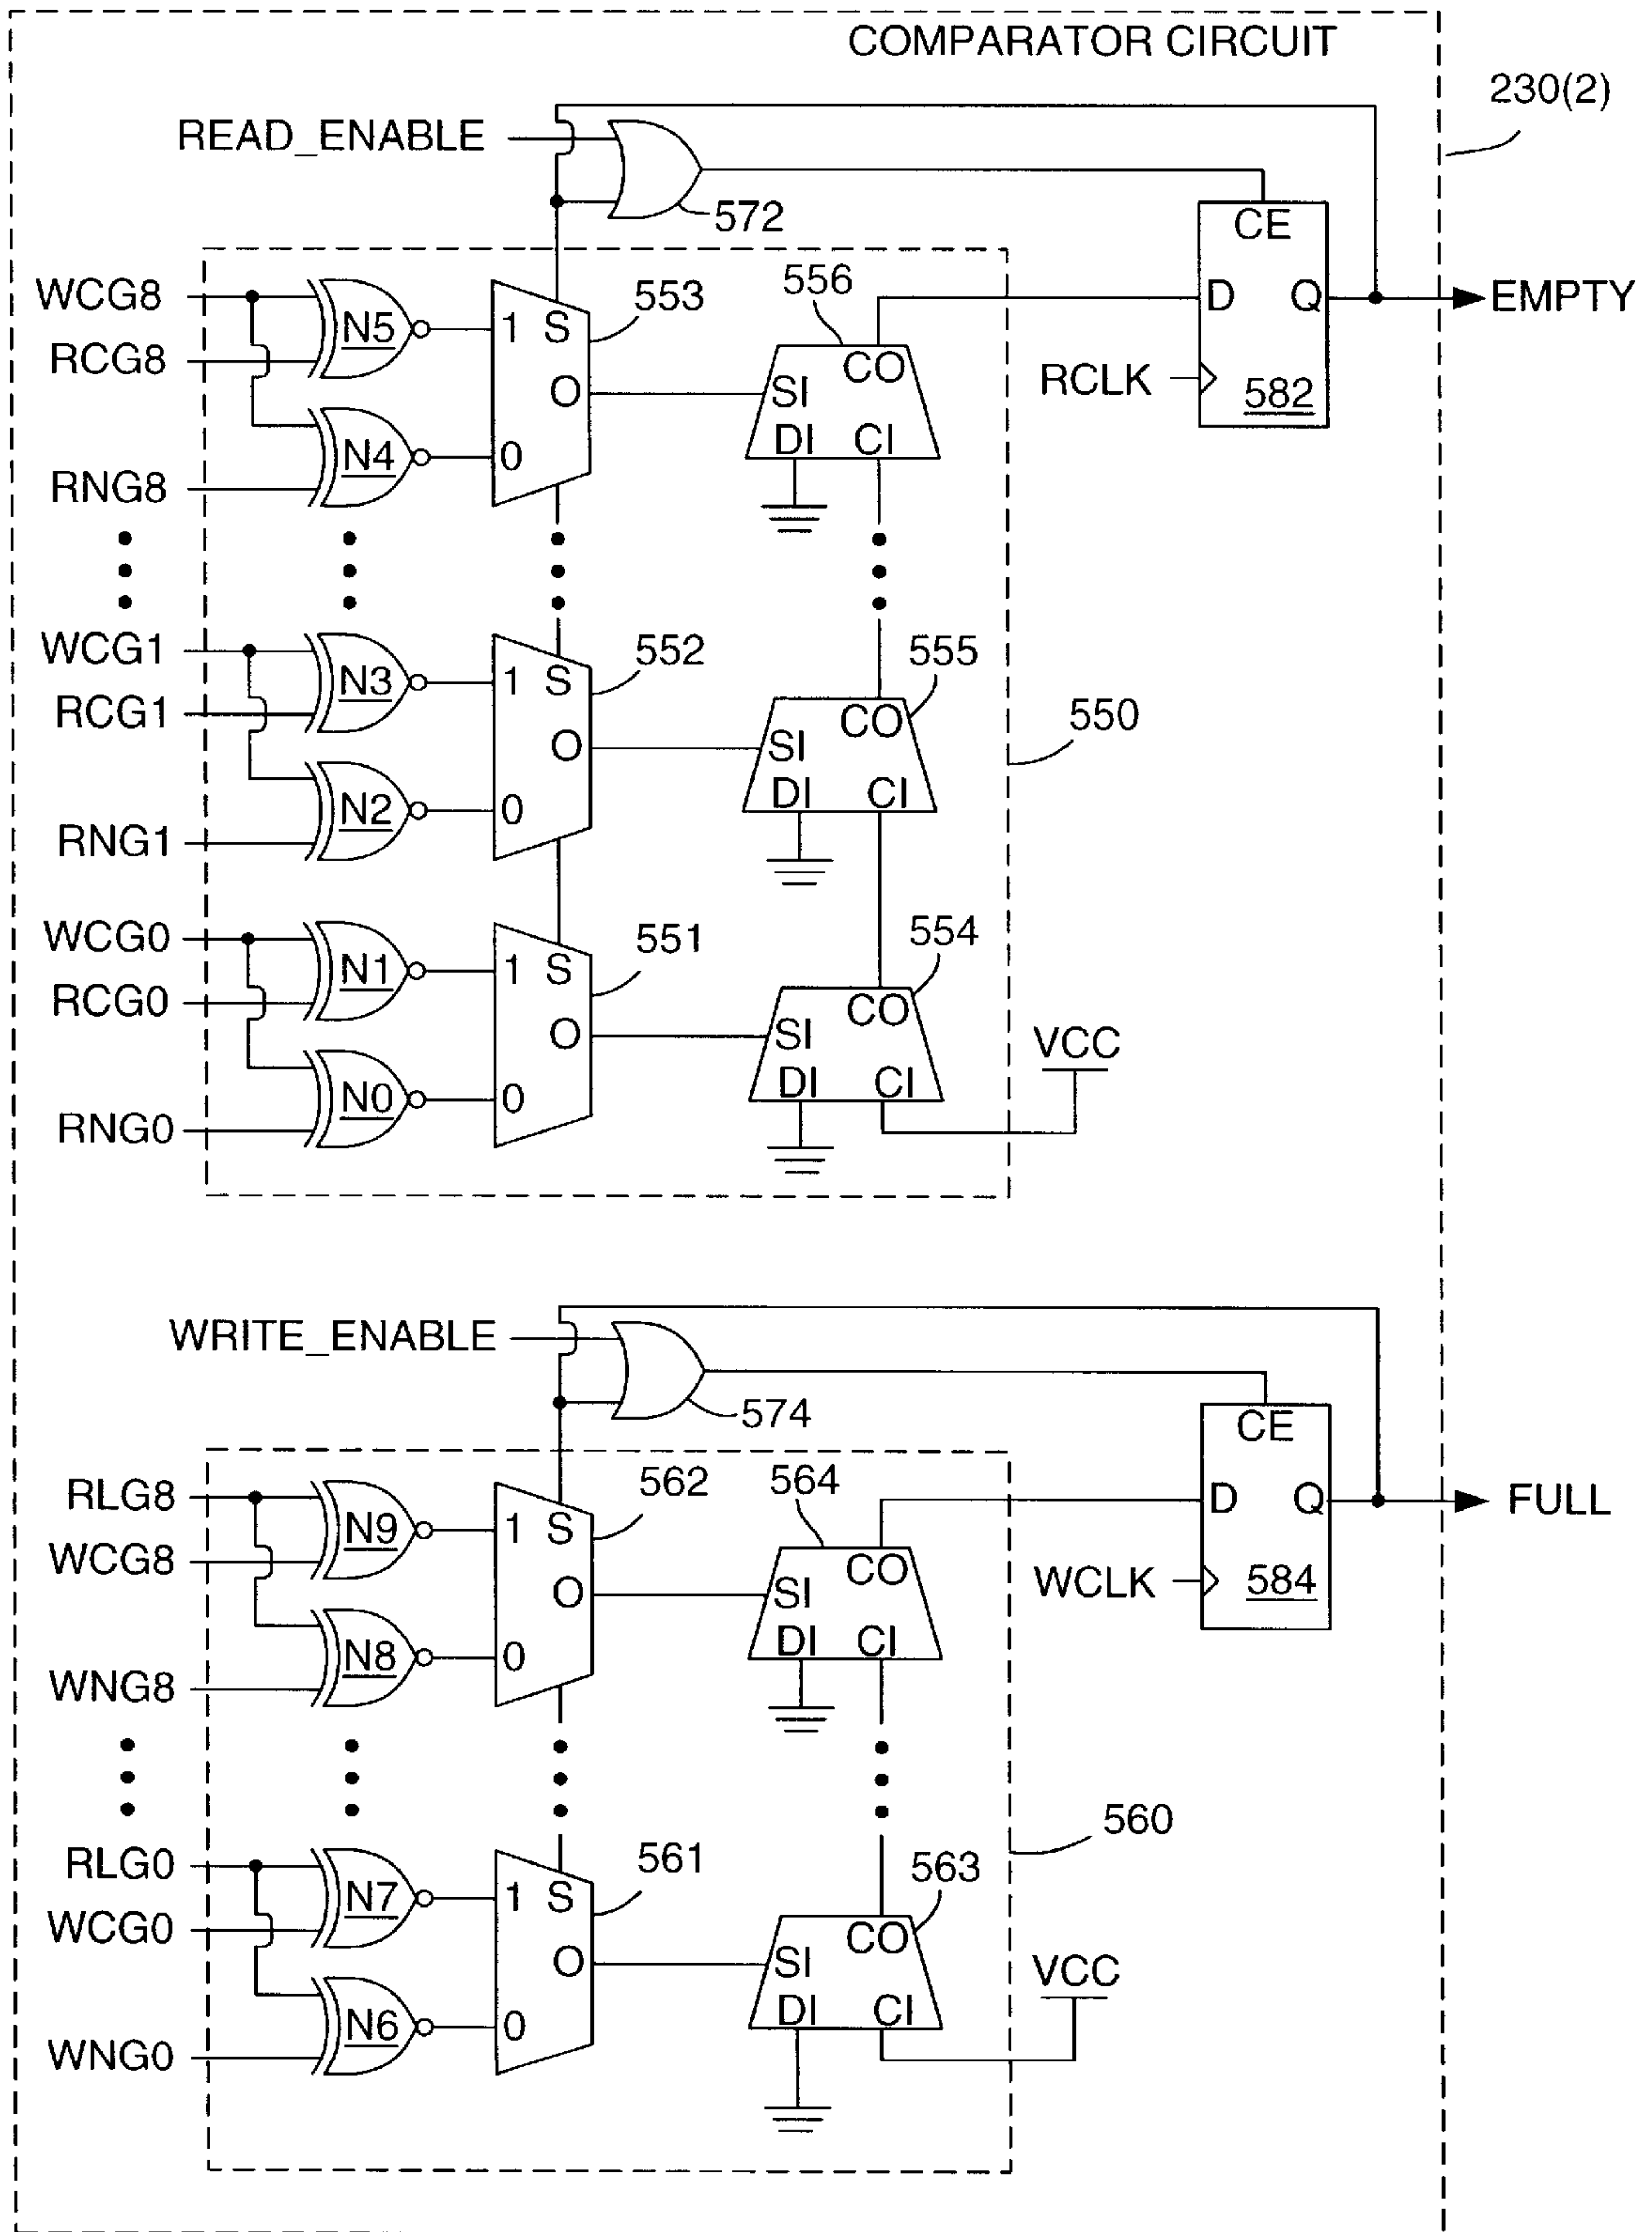 COMPARATOR CIRCUIT
230(2)
READ_ENABLE
572
CE
D Q
EMPTY
RCLK
582
WCG8
RCG8
N5
1 S
553
556
CO
O
SI
DI CI
N4
0
RNG8
WCG1
N3
1 S
552
555
RCG1
CO
550
O
SI
DI CI
N2
0
RNG1
WCG0
N1
1 S
551
554
RCG0
CO
O
SI
VCC
DI CI
N0
0
RNG0
WRITE_ENABLE
574
CE
D Q
FULL
WCLK
584
RLG8
N9
1 S
562
564
WCG8
CO
O
SI
DI CI
N8
0
WNG8
560
RLG0
N7
1 S
561
563
WCG0
CO
O
SI
VCC
DI CI
N6
0
WNG0